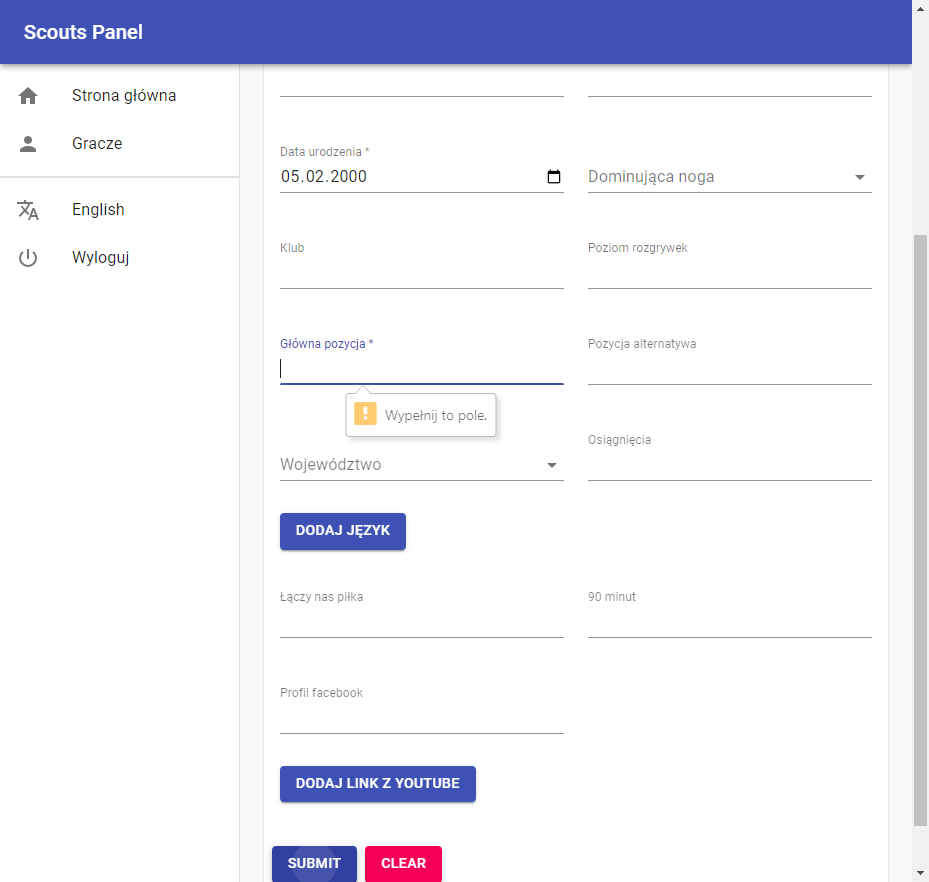 Scouts Panel
Strona główna
Gracze
English
Wyloguj
Data urodzenia *
05.02.2000
Dominująca noga
Klub
Poziom rozgrywek
Główna pozycja *
Pozycja alternatywa
Wypełnij to pole.
Województwo
Osiągnięcia
DODAJ JĘZYK
Łączy nas piłka
90 minut
Profil facebook
DODAJ LINK Z YOUTUBE
SUBMIT
CLEAR